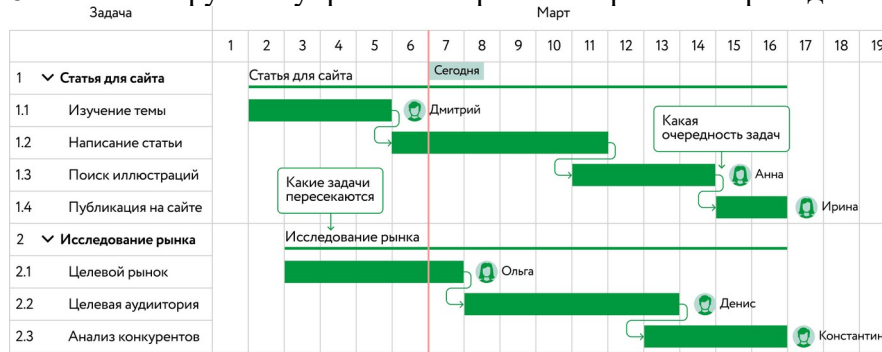 Задача Март
1 2 3 4 5 6 7 8 9 10 11 12 13 14 15 16 17 18 19
1 Статья для сайта Статья для сайта Сегодня
1.1 Изучение темы Дмитрий
1.2 Написание статьи
Какая
очередность задач
1.3 Поиск иллюстраций Анна
Какие задачи
пересекаются
1.4 Публикация на сайте Ирина
2 Исследование рынка Исследование рынка
2.1 Целевой рынок Ольга
2.2 Целевая аудиитория Денис
2.3 Анализ конкурентов Константин